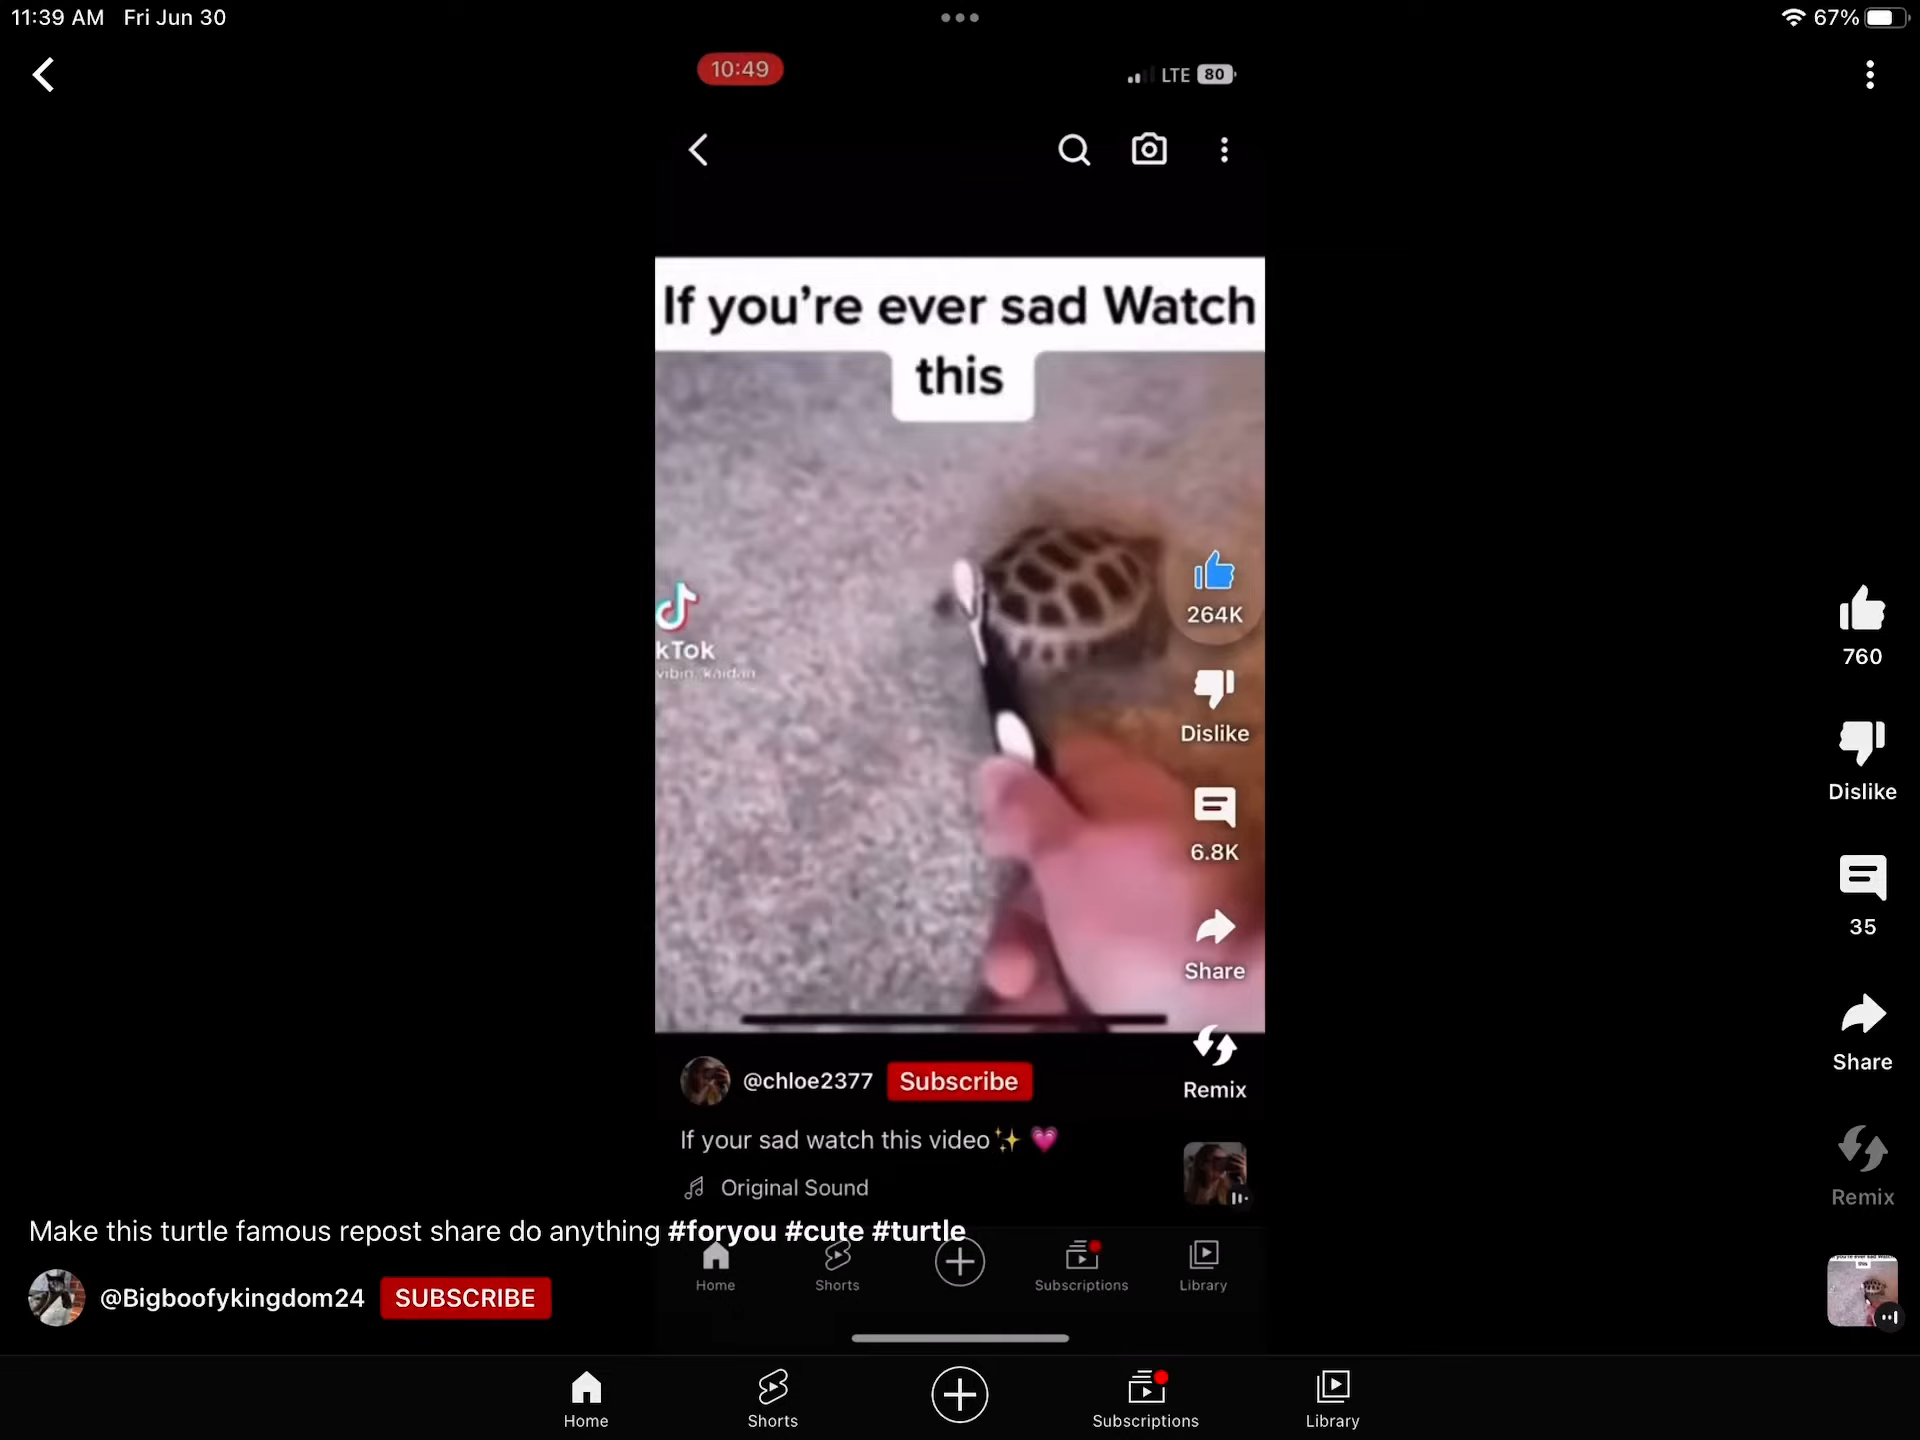 11:39 AM Fri Jun 30
67%
10:49
LTE 80
If you're ever sad Watch
this
264K
Dislike
6.8K
Share
Remix
kTok
@chloe2377 Subscribe
If your sad watch this video✨ 💗
Original Sound
Home Shorts Subscriptions Library
760
Dislike
35
Share
Remix
Make this turtle famous repost share do anything #foryou #cute #turtle
@Bigboofykingdom24 SUBSCRIBE
Home Shorts Subscriptions Library